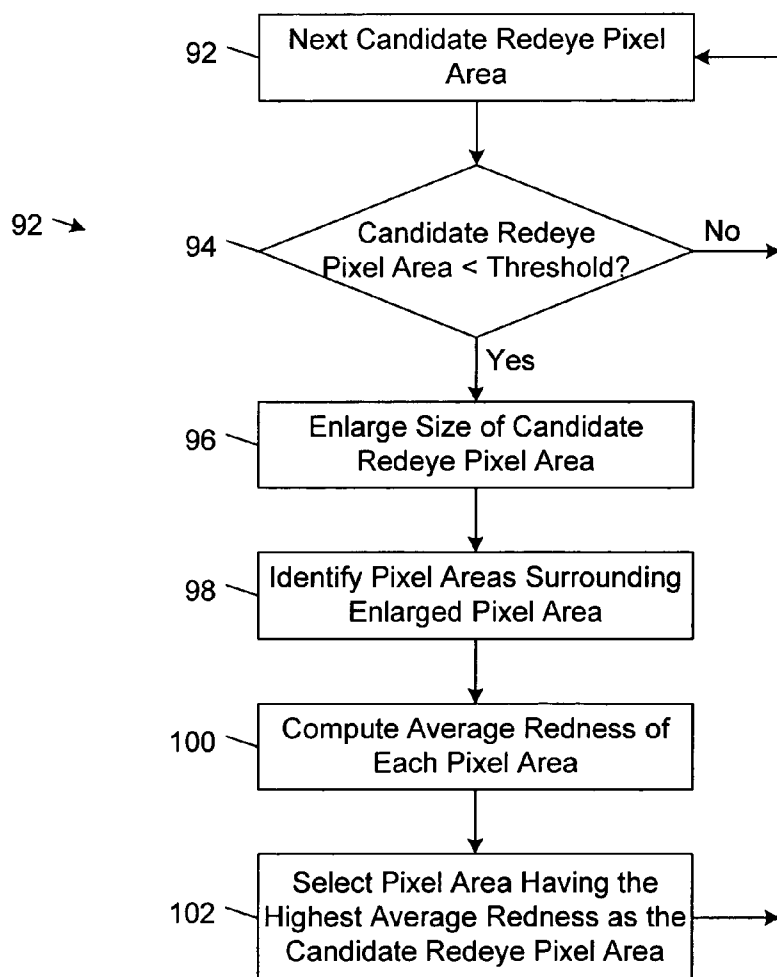 92
Next Candidate Redeye Pixel
Area
92
94
Candidate Redeye
Pixel Area < Threshold?
No
Yes
96
Enlarge Size of Candidate
Redeye Pixel Area
98
Identify Pixel Areas Surrounding
Enlarged Pixel Area
100
Compute Average Redness of
Each Pixel Area
102
Select Pixel Area Having the
Highest Average Redness as the
Candidate Redeye Pixel Area